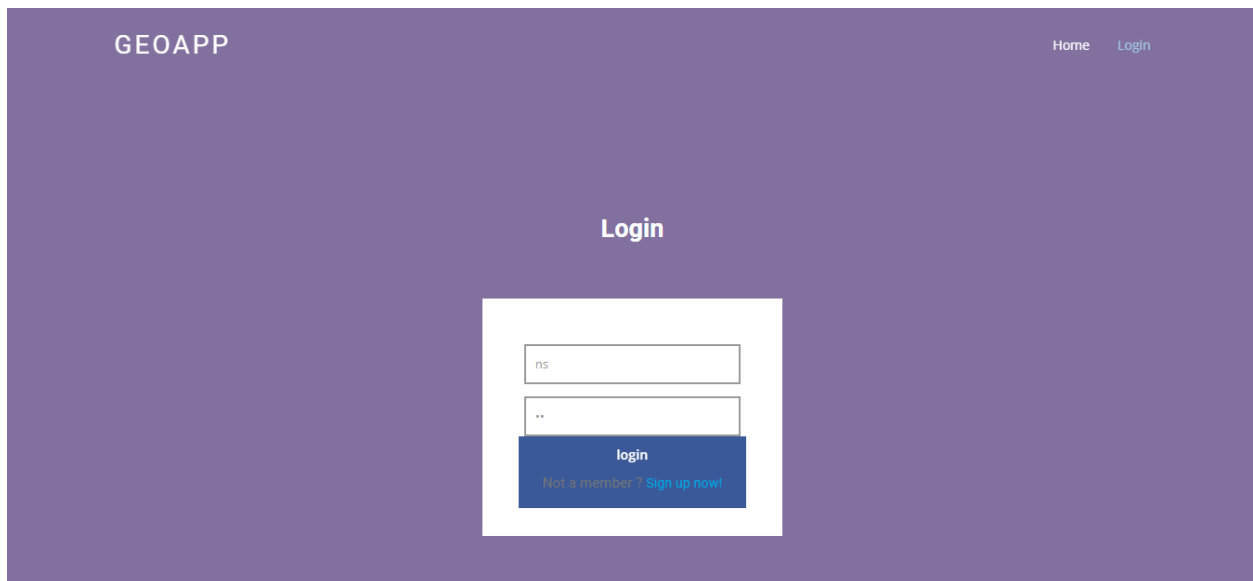 GEOAPP
Home Login
Login
ns
••
login
Not a member ? Sign up now!